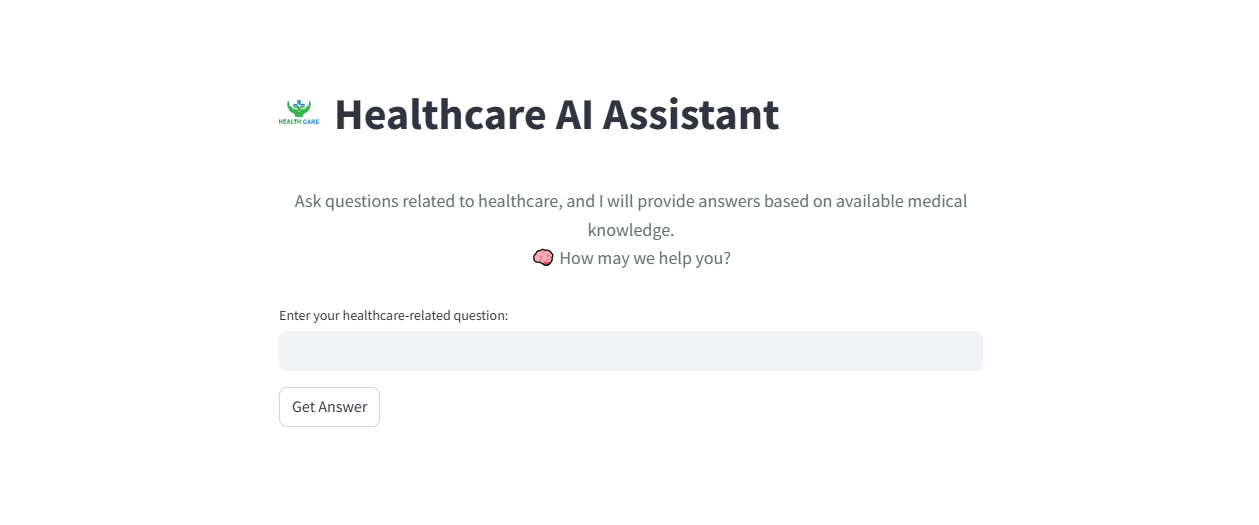 HEALTH CARE
Healthcare AI Assistant
Ask questions related to healthcare, and I will provide answers based on available medical
knowledge.
🧠 How may we help you?
Enter your healthcare-related question:
Get Answer